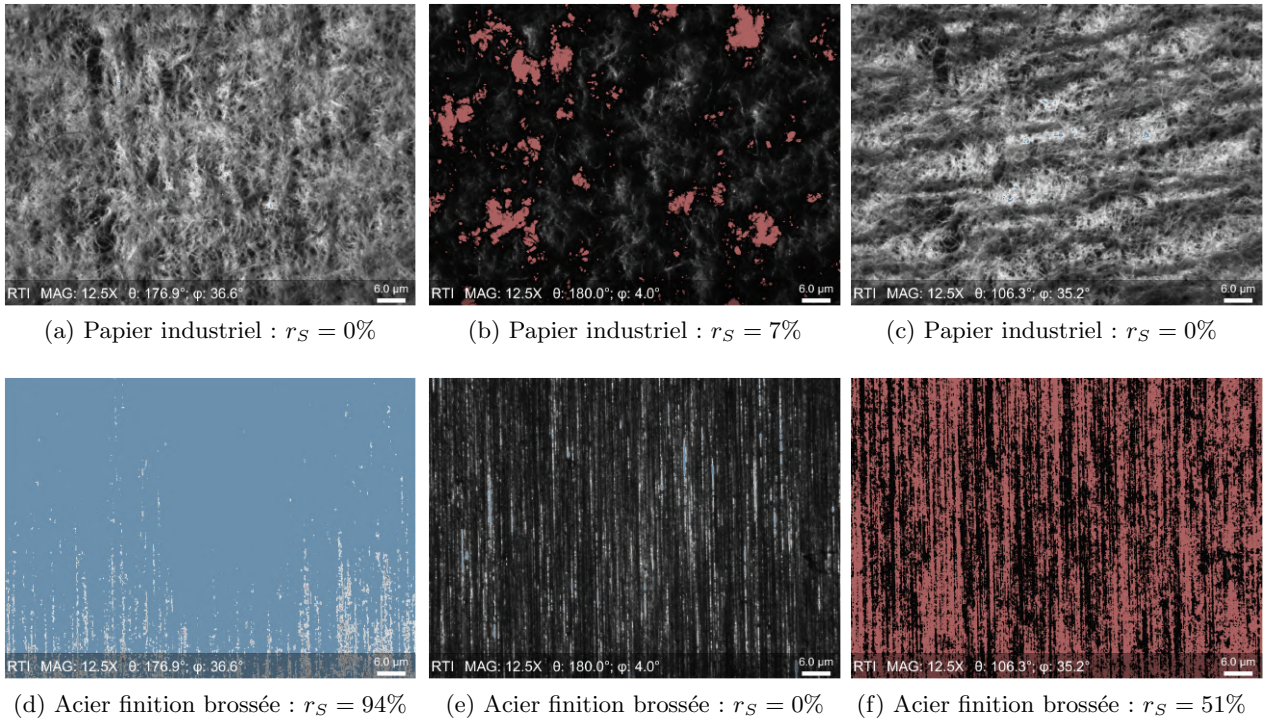 RTI MAG: 12.5X θ: 176.9°; φ: 36.6° 6.0 µm
RTI MAG: 12.5X θ: 180.0°; φ: 4.0° 6.0 µm
RTI MAG: 12.5X θ: 106.3°; φ: 35.2° 6.0 µm
(a) Papier industriel : r_S = 0%
(b) Papier industriel : r_S = 7%
(c) Papier industriel : r_S = 0%
RTI MAG: 12.5X θ: 176.9°; φ: 36.6° 6.0 µm
RTI MAG: 12.5X θ: 180.0°; φ: 4.0° 6.0 µm
RTI MAG: 12.5X θ: 106.3°; φ: 35.2° 6.0 µm
(d) Acier finition brossée : r_S = 94%
(e) Acier finition brossée : r_S = 0%
(f) Acier finition brossée : r_S = 51%